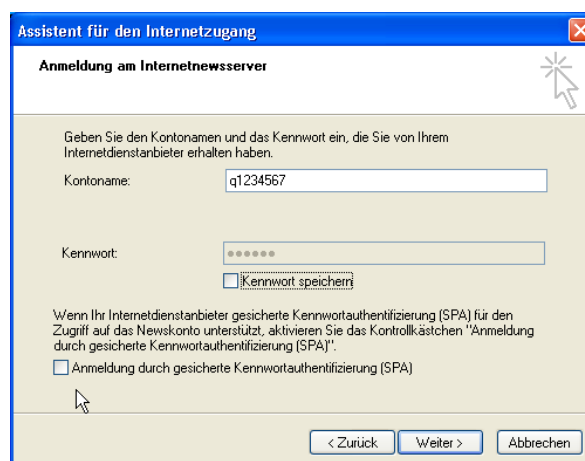 Assistent für den Internetzugang
Anmeldung am Internetnewsserver
Geben Sie den Kontonamen und das Kennwort ein, die Sie von Ihrem
Internetdienstanbieter erhalten haben.
Kontoname: q1234567
Kennwort: ●●●●●●
Kennwort speichern
Wenn Ihr Internetdienstanbieter gesicherte Kennwortauthentifizierung (SPA) für den
Zugriff auf das Newskonto unterstützt, aktivieren Sie das Kontrollkästchen "Anmeldung
durch gesicherte Kennwortauthentifizierung (SPA)".
Anmeldung durch gesicherte Kennwortauthentifizierung (SPA)
< Zurück Weiter > Abbrechen